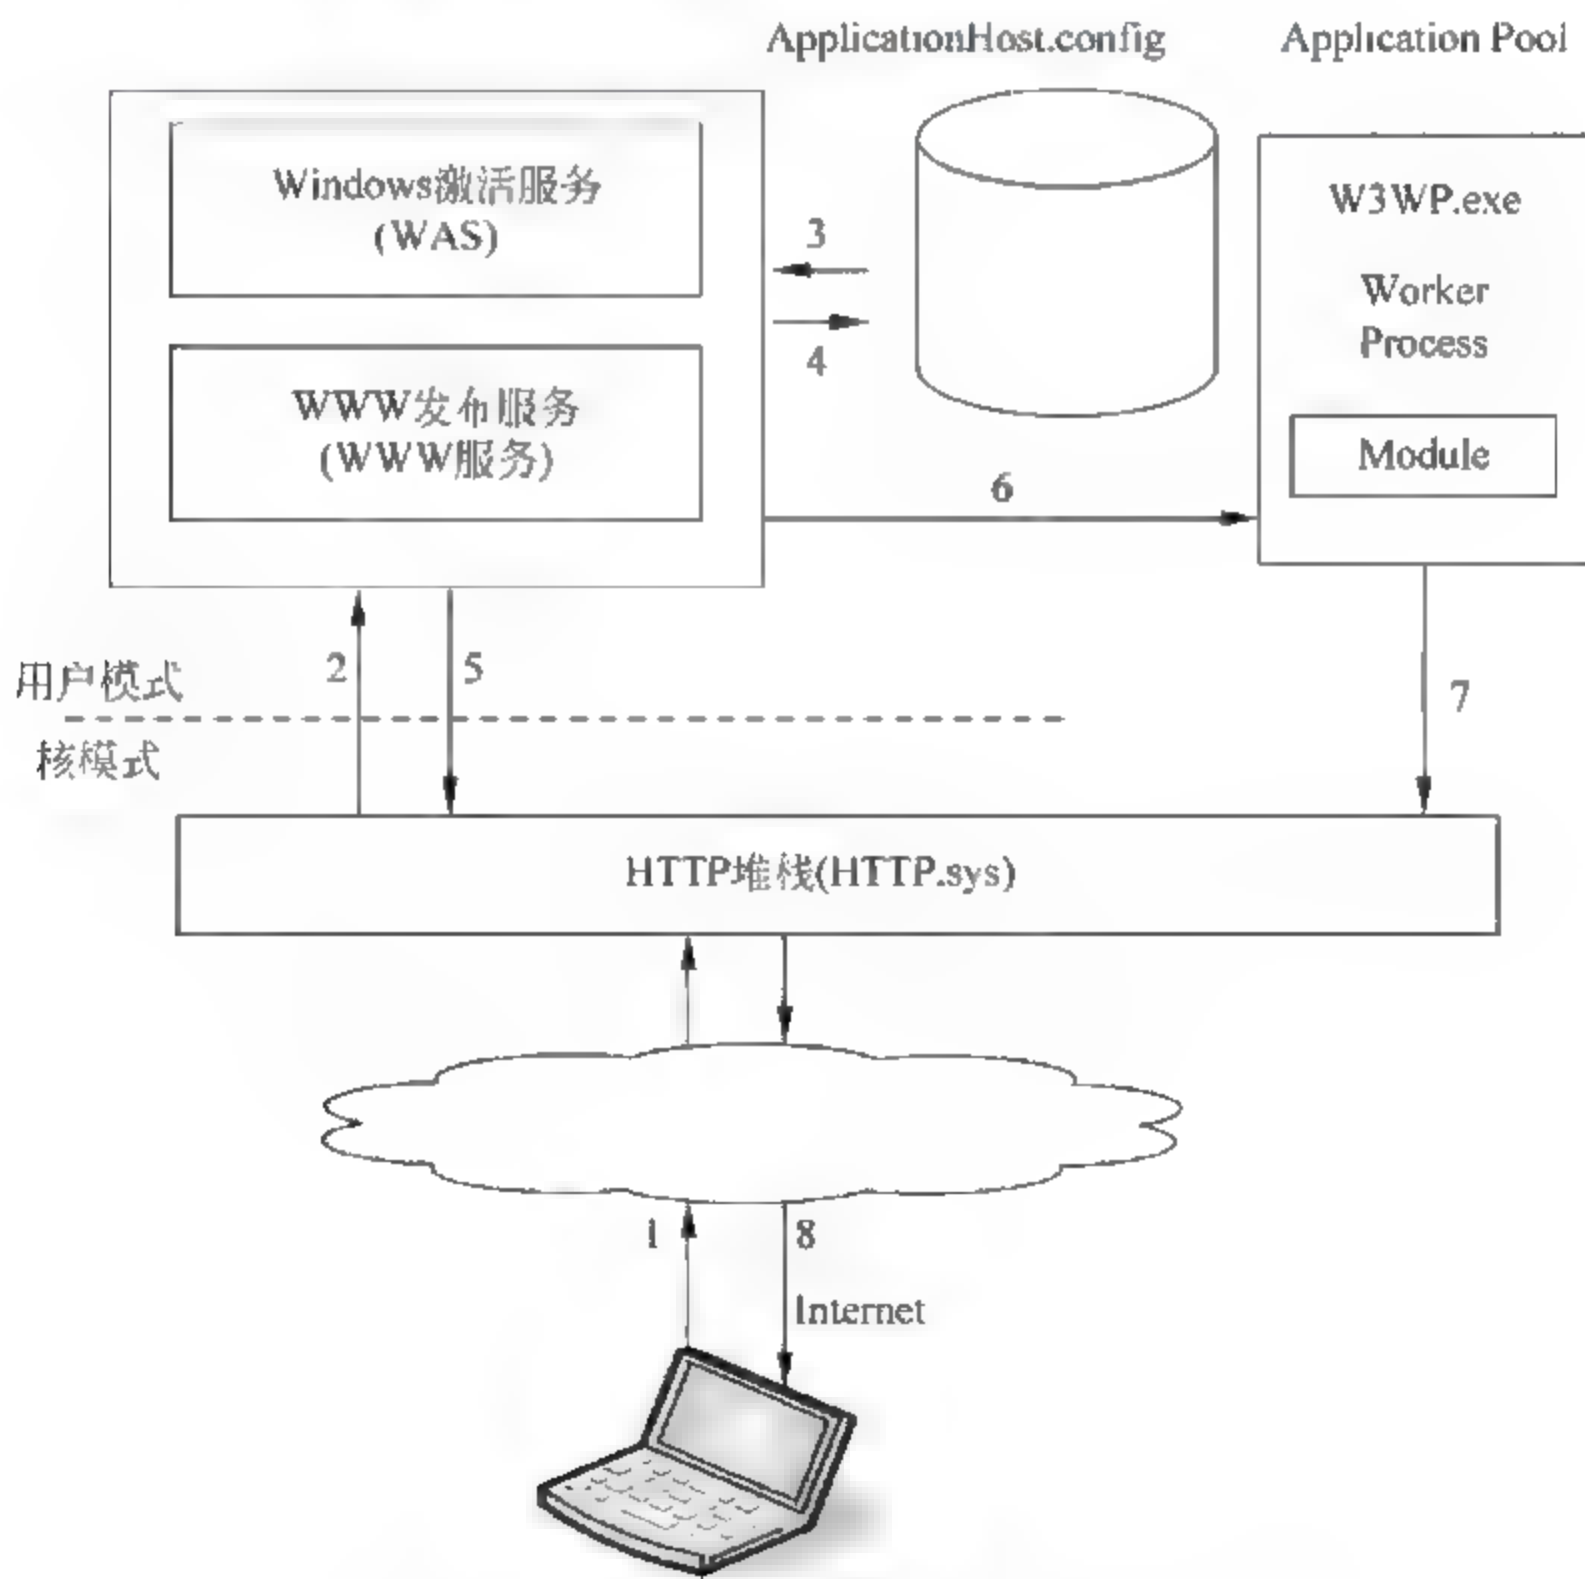 ApplicationHost.config
Application Pool
Windows激活服务
(WAS)
WWW发布服务
(WWW服务)
3
4
6
W3WP.exe
Worker
Process
Module
用户模式
核模式
2
5
7
HTTP堆栈(HTTP.sys)
1
8
Internet